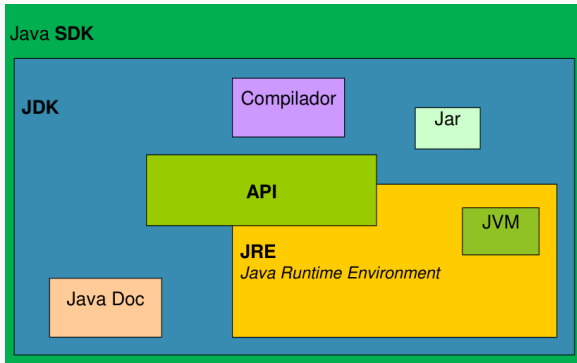 Java SDK
JDK
Compilador
Jar
API
JVM
JRE
Java Runtime Environment
Java Doc